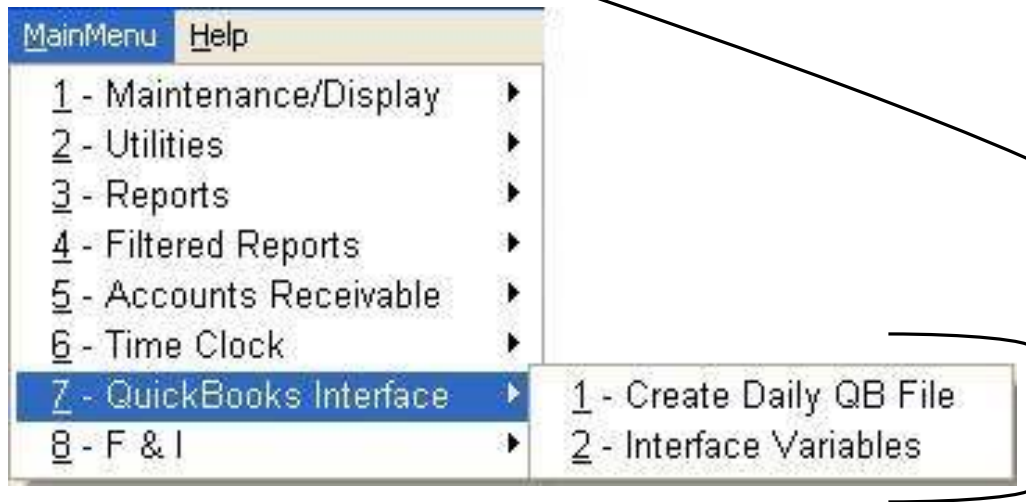 MainMenu Help
1 - Maintenance/Display
2 - Utilities
3 - Reports
4 - Filtered Reports
5 - Accounts Receivable
6 - Time Clock
7 - QuickBooks Interface
8 - F & I
1 - Create Daily QB File
2 - Interface Variables